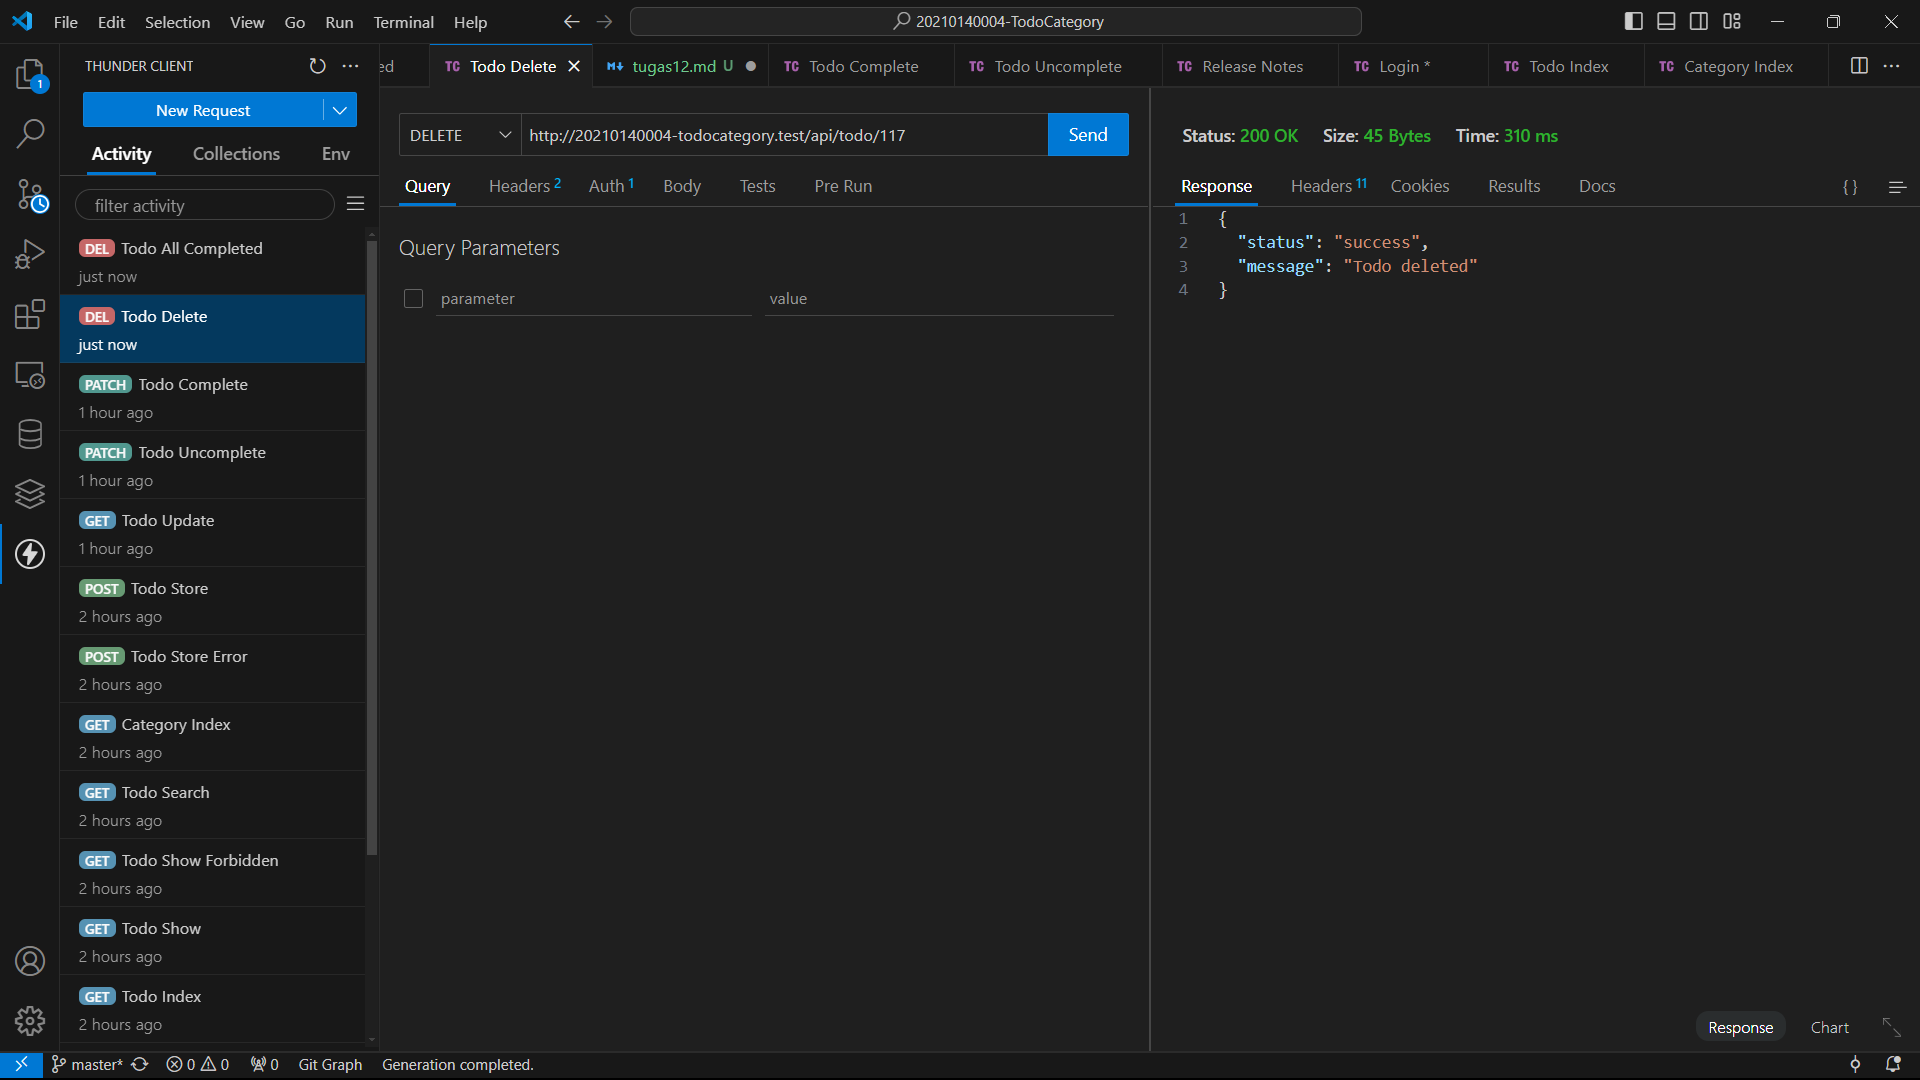 File Edit Selection View Go Run Terminal Help
20210140004-TodoCategory
THUNDER CLIENT
New Request
Activity Collections Env
filter activity
DEL Todo All Completed
just now
DEL Todo Delete
just now
PATCH Todo Complete
1 hour ago
PATCH Todo Uncomplete
1 hour ago
GET Todo Update
1 hour ago
POST Todo Store
2 hours ago
POST Todo Store Error
2 hours ago
GET Category Index
2 hours ago
GET Todo Search
2 hours ago
GET Todo Show Forbidden
2 hours ago
GET Todo Show
2 hours ago
GET Todo Index
2 hours ago
ed TC Todo Delete M↓ tugas12.md U TC Todo Complete TC Todo Uncomplete TC Release Notes TC Login * TC Todo Index TC Category Index
DELETE http://20210140004-todocategory.test/api/todo/117 Send
Query Headers 2 Auth 1 Body Tests Pre Run
Query Parameters
parameter value
Status: 200 OK Size: 45 Bytes Time: 310 ms
Response Headers 11 Cookies Results Docs { }
1 {
2 "status": "success",
3 "message": "Todo deleted"
4 }
Response Chart
1
master* 0 0 0 Git Graph Generation completed.